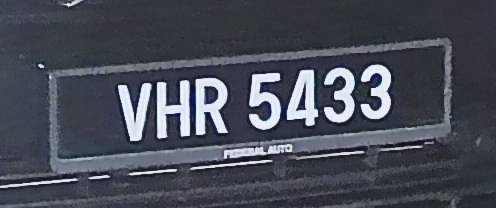 VHR 5433
FEDERAL AUTO